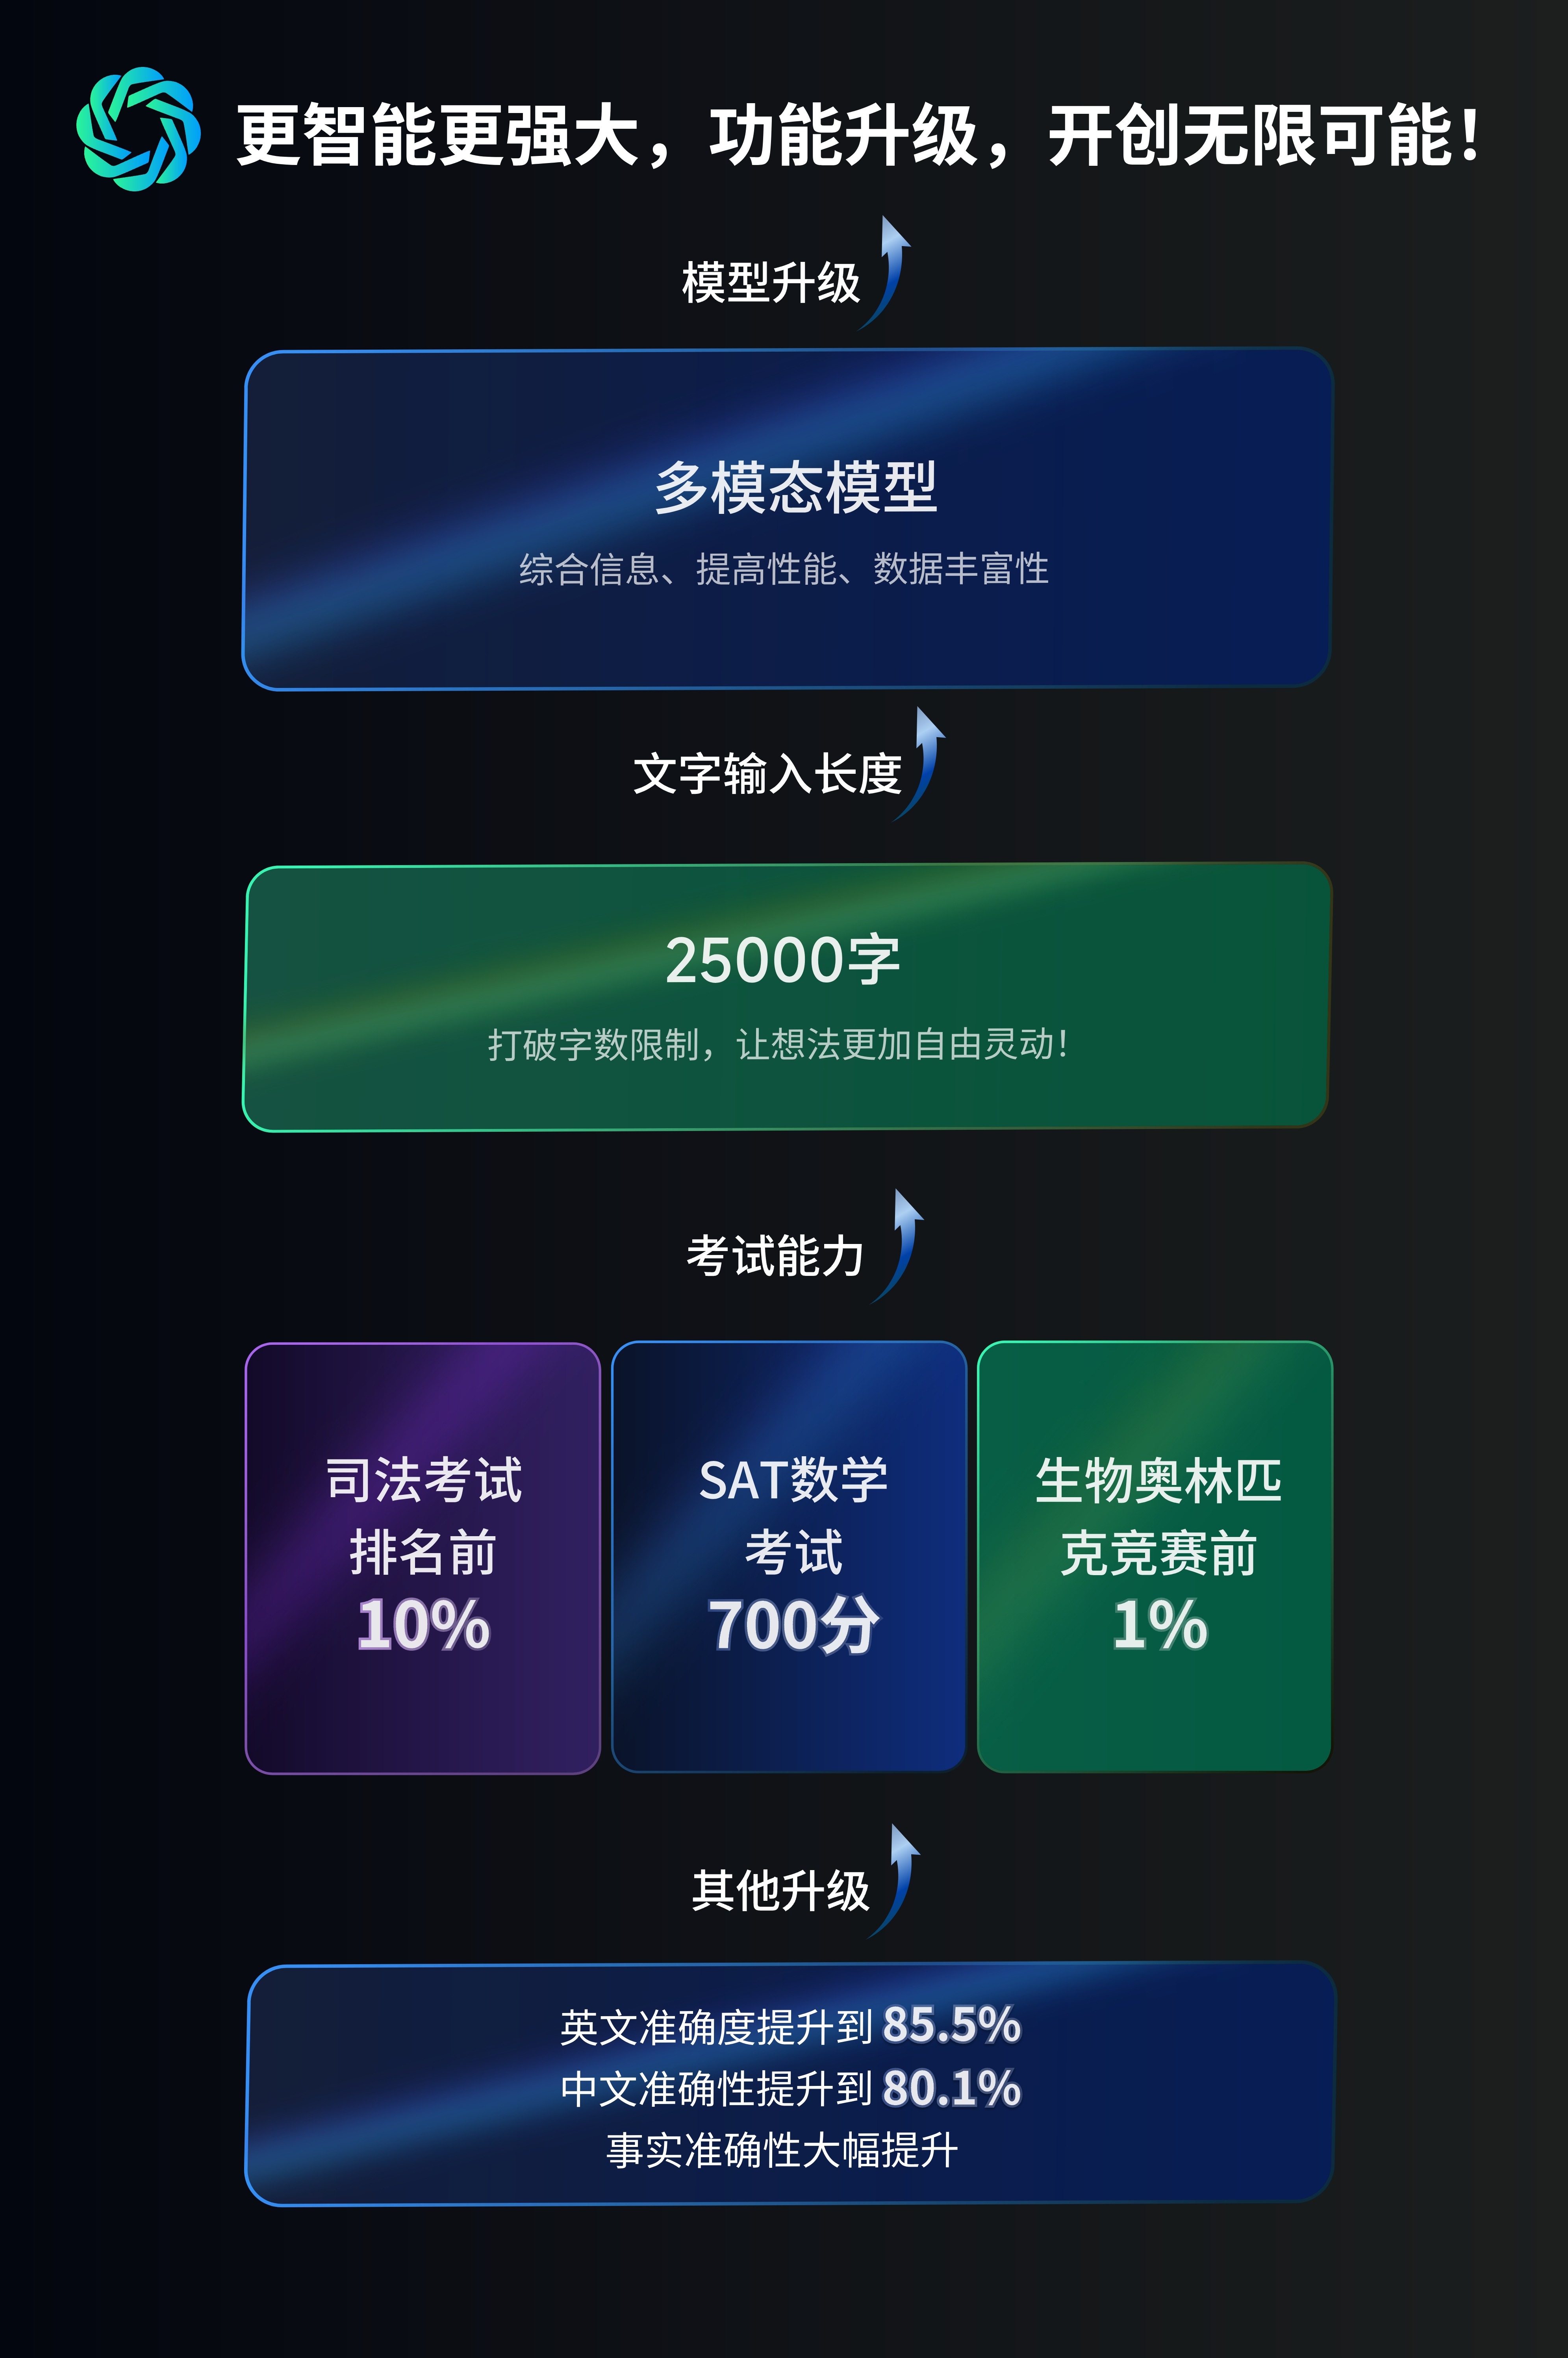 更智能更强大，功能升级，开创无限可能！
模型升级
多模态模型
综合信息、提高性能、数据丰富性
文字输入长度
25000字
打破字数限制，让想法更加自由灵动！
考试能力
司法考试
排名前
10%
SAT数学
考试
700分
生物奥林匹
克竞赛前
1%
其他升级
英文准确度提升到 85.5%
中文准确性提升到 80.1%
事实准确性大幅提升